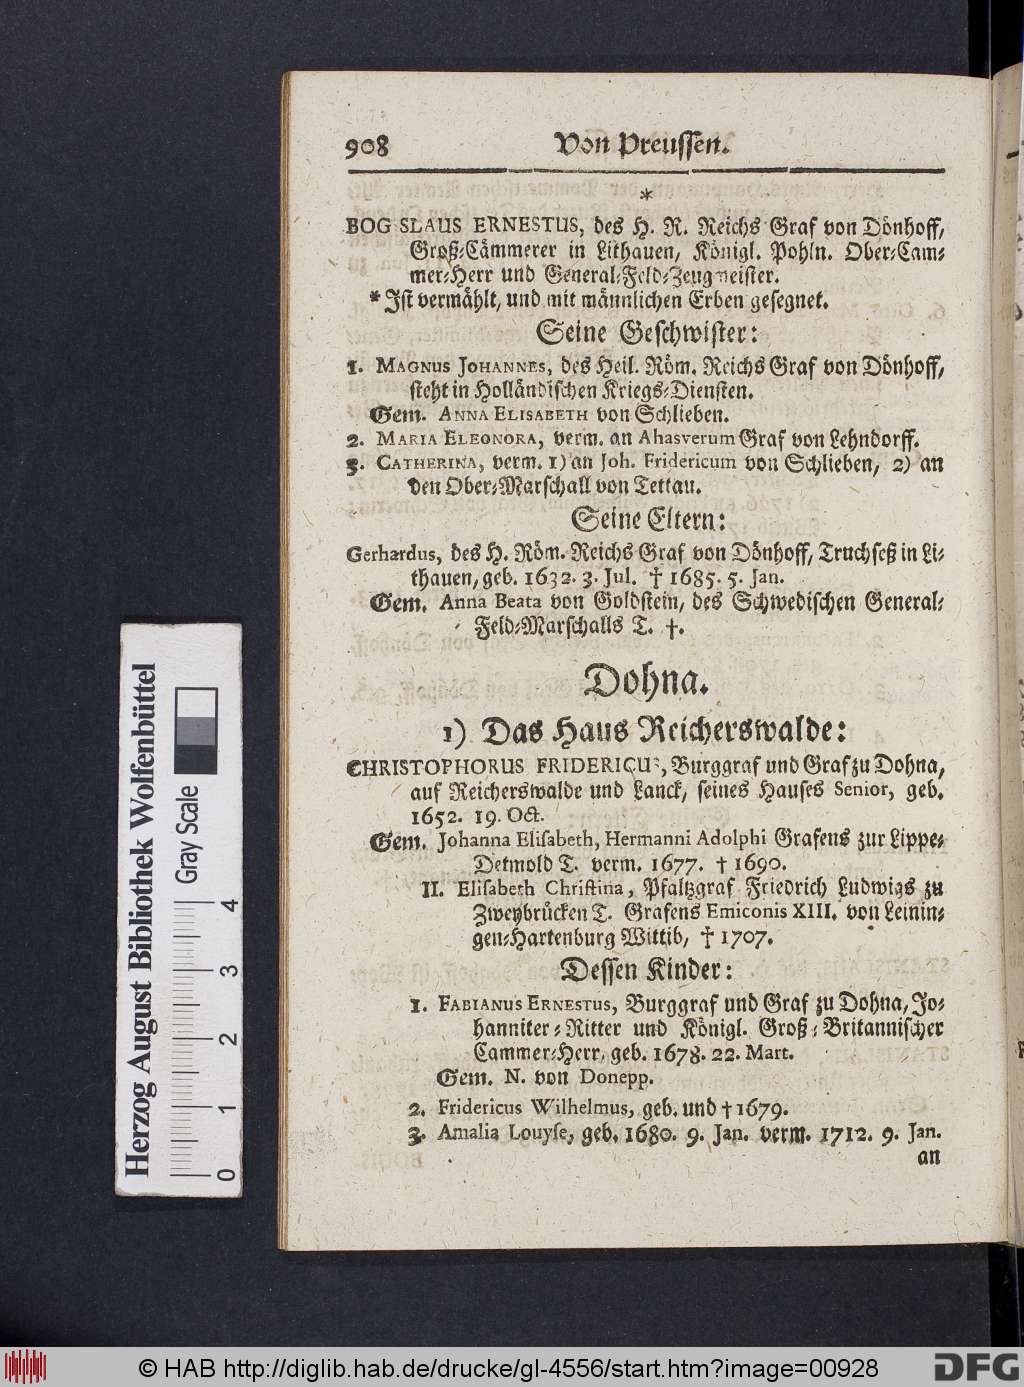 908 Von Preussen.
*
BOG SLAUS ERNESTUS, des H. R. Reichs Graf von Dönhoff,
Groß-Cämmerer in Lithauen, Königl. Pohln. Ober-Cam-
mer-Herr und General-Feld-Zeugmeister.
* Ist vermählt, und mit männlichen Erben gesegnet.
Seine Geschwister:
1. MAGNUS JOHANNES, des Heil. Röm. Reichs Graf von Dönhoff,
steht in Holländischen Kriegs-Diensten.
Gem. ANNA ELISABETH von Schlieben.
2. MARIA ELEONORA, verm. an Ahasverum Graf von Lehndorff.
3. CATHERINA, verm. 1) an Joh. Fridericum von Schlieben, 2) an
den Ober-Marschall von Tettau.
Seine Eltern:
Gerhardus, des H. Röm. Reichs Graf von Dönhoff, Truchseß in Li-
thauen, geb. 1632. 3. Jul. † 1685. 5. Jan.
Gem. Anna Beata von Goldstein, des Schwedischen General-
Feld-Marschalls T. †.
Dohna.
1) Das Haus Reicherswalde:
CHRISTOPHORUS FRIDERICUS, Burggraf und Graf zu Dohna,
auf Reicherswalde und Lanck, seines Hauses Senior, geb.
1652. 19. Oct.
Gem. Johanna Elisabeth, Hermanni Adolphi Grafens zur Lippe-
Detmold T. verm. 1677. † 1690.
II. Elisabeth Christina, Pfaltzgraf Friedrich Ludwigs zu
Zweybrücken T. Grafens Emiconis XIII. von Leinin-
gen-Hartenburg Wittib, † 1707.
Dessen Kinder:
1. FABIANUS ERNESTUS, Burggraf und Graf zu Dohna, Jo-
hanniter-Ritter und Königl. Groß-Britannischer
Cammer-Herr, geb. 1678. 22. Mart.
Gem. N. von Donepp.
2. Fridericus Wilhelmus, geb. und † 1679.
3. Amalia Louyse, geb. 1680. 9. Jan. verm. 1712. 9. Jan.
an
Herzog August Bibliothek Wolfenbüttel
Gray Scale
0 1 2 3 4
© HAB http://diglib.hab.de/drucke/gl-4556/start.htm?image=00928
DFG